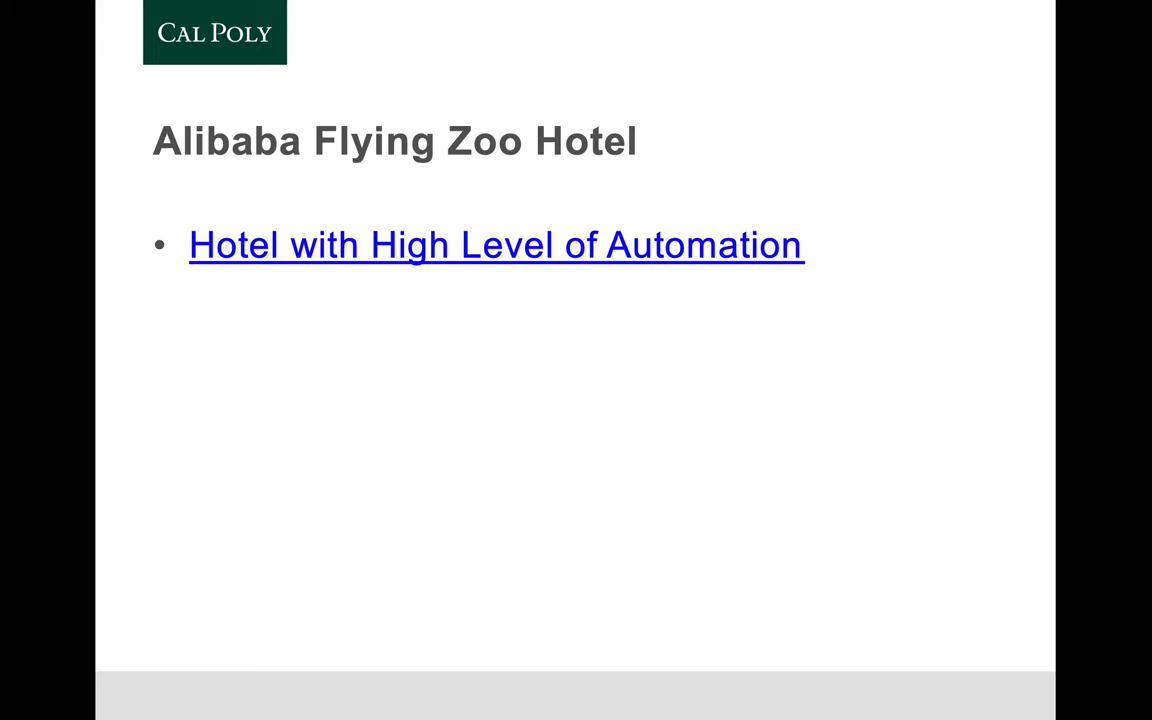 CAL POLY
Alibaba Flying Zoo Hotel
• Hotel with High Level of Automation